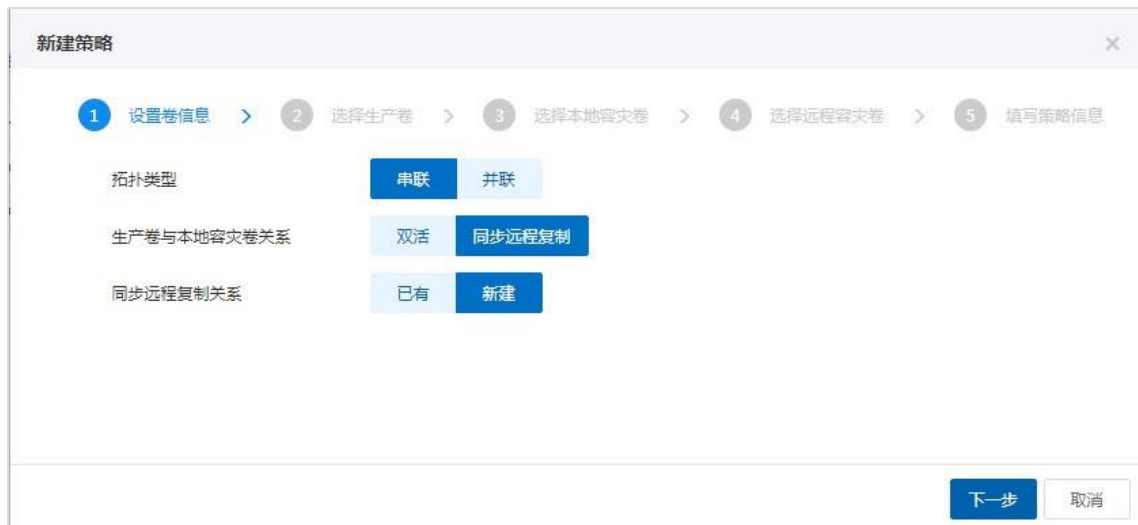 新建策略 ×
1 设置卷信息 > 2 选择生产卷 > 3 选择本地容灾卷 > 4 选择远程容灾卷 > 5 填写策略信息
拓扑类型 串联 并联
生产卷与本地容灾卷关系 双活 同步远程复制
同步远程复制关系 已有 新建
下一步 取消